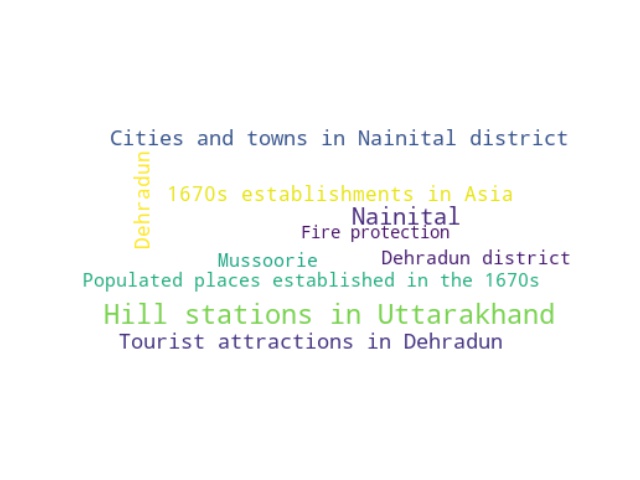 Cities and towns in Nainital district
Dehradun
1670s establishments in Asia
Nainital
Fire protection
Mussoorie
Dehradun district
Populated places established in the 1670s
Hill stations in Uttarakhand
Tourist attractions in Dehradun